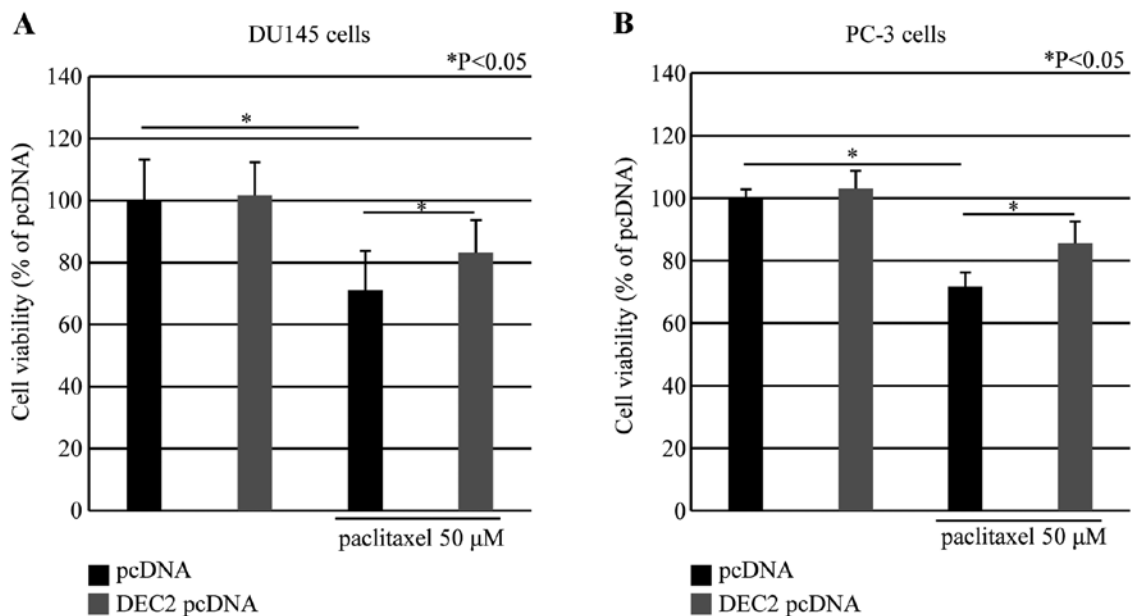 A
DU145 cells
*P<0.05
Cell viability (% of pcDNA)
140
120
100
80
60
40
20
0
*
*
paclitaxel 50 μM
pcDNA
DEC2 pcDNA
B
PC-3 cells
*P<0.05
Cell viability (% of pcDNA)
140
120
100
80
60
40
20
0
*
*
paclitaxel 50 μM
pcDNA
DEC2 pcDNA